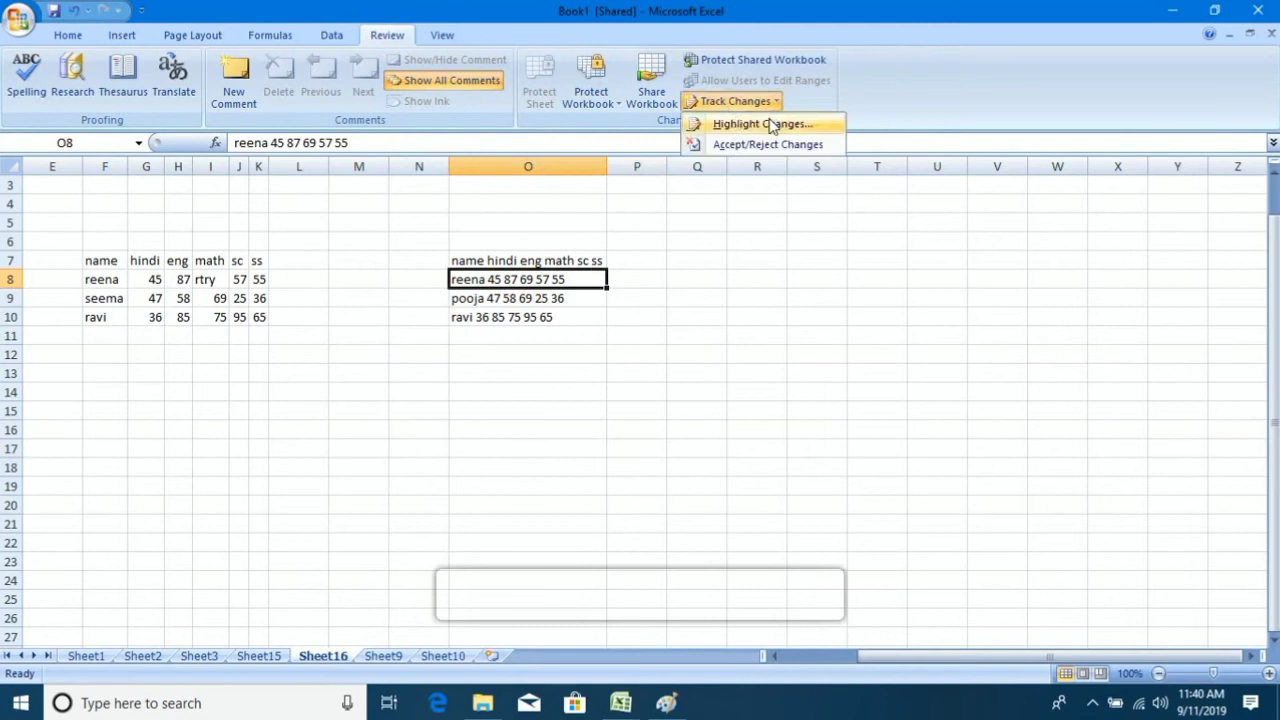 Book1 [Shared] - Microsoft Excel
Home Insert Page Layout Formulas Data Review View
ABC
Spelling Research Thesaurus Translate
Proofing
New Comment Delete Previous Next
Show/Hide Comment
Show All Comments
Show Ink
Comments
Protect Sheet Protect Workbook Share Workbook
Protect Shared Workbook
Allow Users to Edit Ranges
Track Changes
Highlight Changes...
Accept/Reject Changes
O8 fx reena 45 87 69 57 55
E F G H I J K L M N O P Q R S T U V W X Y Z
3
4
5
6
7 name hindi eng math sc ss name hindi eng math sc ss
8 reena 45 87 rtry 57 55 reena 45 87 69 57 55
9 seema 47 58 69 25 36 pooja 47 58 69 25 36
10 ravi 36 85 75 95 65 ravi 36 85 75 95 65
11
12
13
14
15
16
17
18
19
20
21
22
23
24
25
26
27
Sheet1 Sheet2 Sheet3 Sheet15 Sheet16 Sheet9 Sheet10
Ready 100%
Type here to search
11:40 AM
9/11/2019